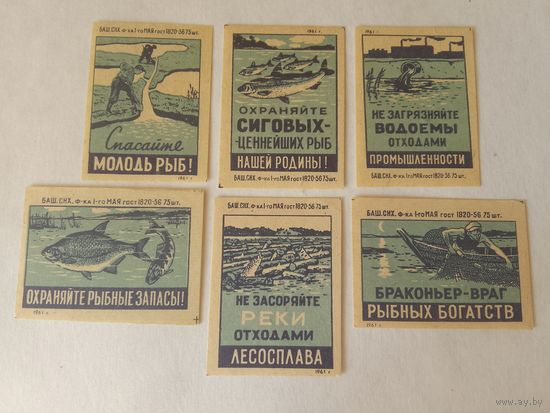 БАШ. СНХ. Ф-КА 1-го МАЯ ГОСТ 1820-56 75 шт.
Спасайте
МОЛОДЬ РЫБ!
1961 г.
1961 г.
ОХРАНЯЙТЕ
СИГОВЫХ-
-ЦЕННЕЙШИХ РЫБ
НАШЕЙ РОДИНЫ!
БАШ. СНХ. Ф-КА 1-го МАЯ ГОСТ 1820-56 75 шт.
1961 г.
НЕ ЗАГРЯЗНЯЙТЕ
ВОДОЕМЫ
ОТХОДАМИ
ПРОМЫШЛЕННОСТИ
БАШ. СНХ. Ф-КА 1-го МАЯ ГОСТ 1820-56 75 шт.
БАШ. СНХ. Ф-КА 1-го МАЯ ГОСТ 1820-56 75 шт.
ОХРАНЯЙТЕ РЫБНЫЕ ЗАПАСЫ!
1961 г.
БАШ. СНХ. Ф-КА 1-го МАЯ ГОСТ 1820-56 75 шт.
НЕ ЗАСОРЯЙТЕ
РЕКИ
ОТХОДАМИ
ЛЕСОСПЛАВА
1961 г.
БАШ. СНХ. Ф-КА 1-го МАЯ ГОСТ 1820-56 75 шт.
БРАКОНЬЕР-ВРАГ
РЫБНЫХ БОГАТСТВ
1961 г.
ay.by